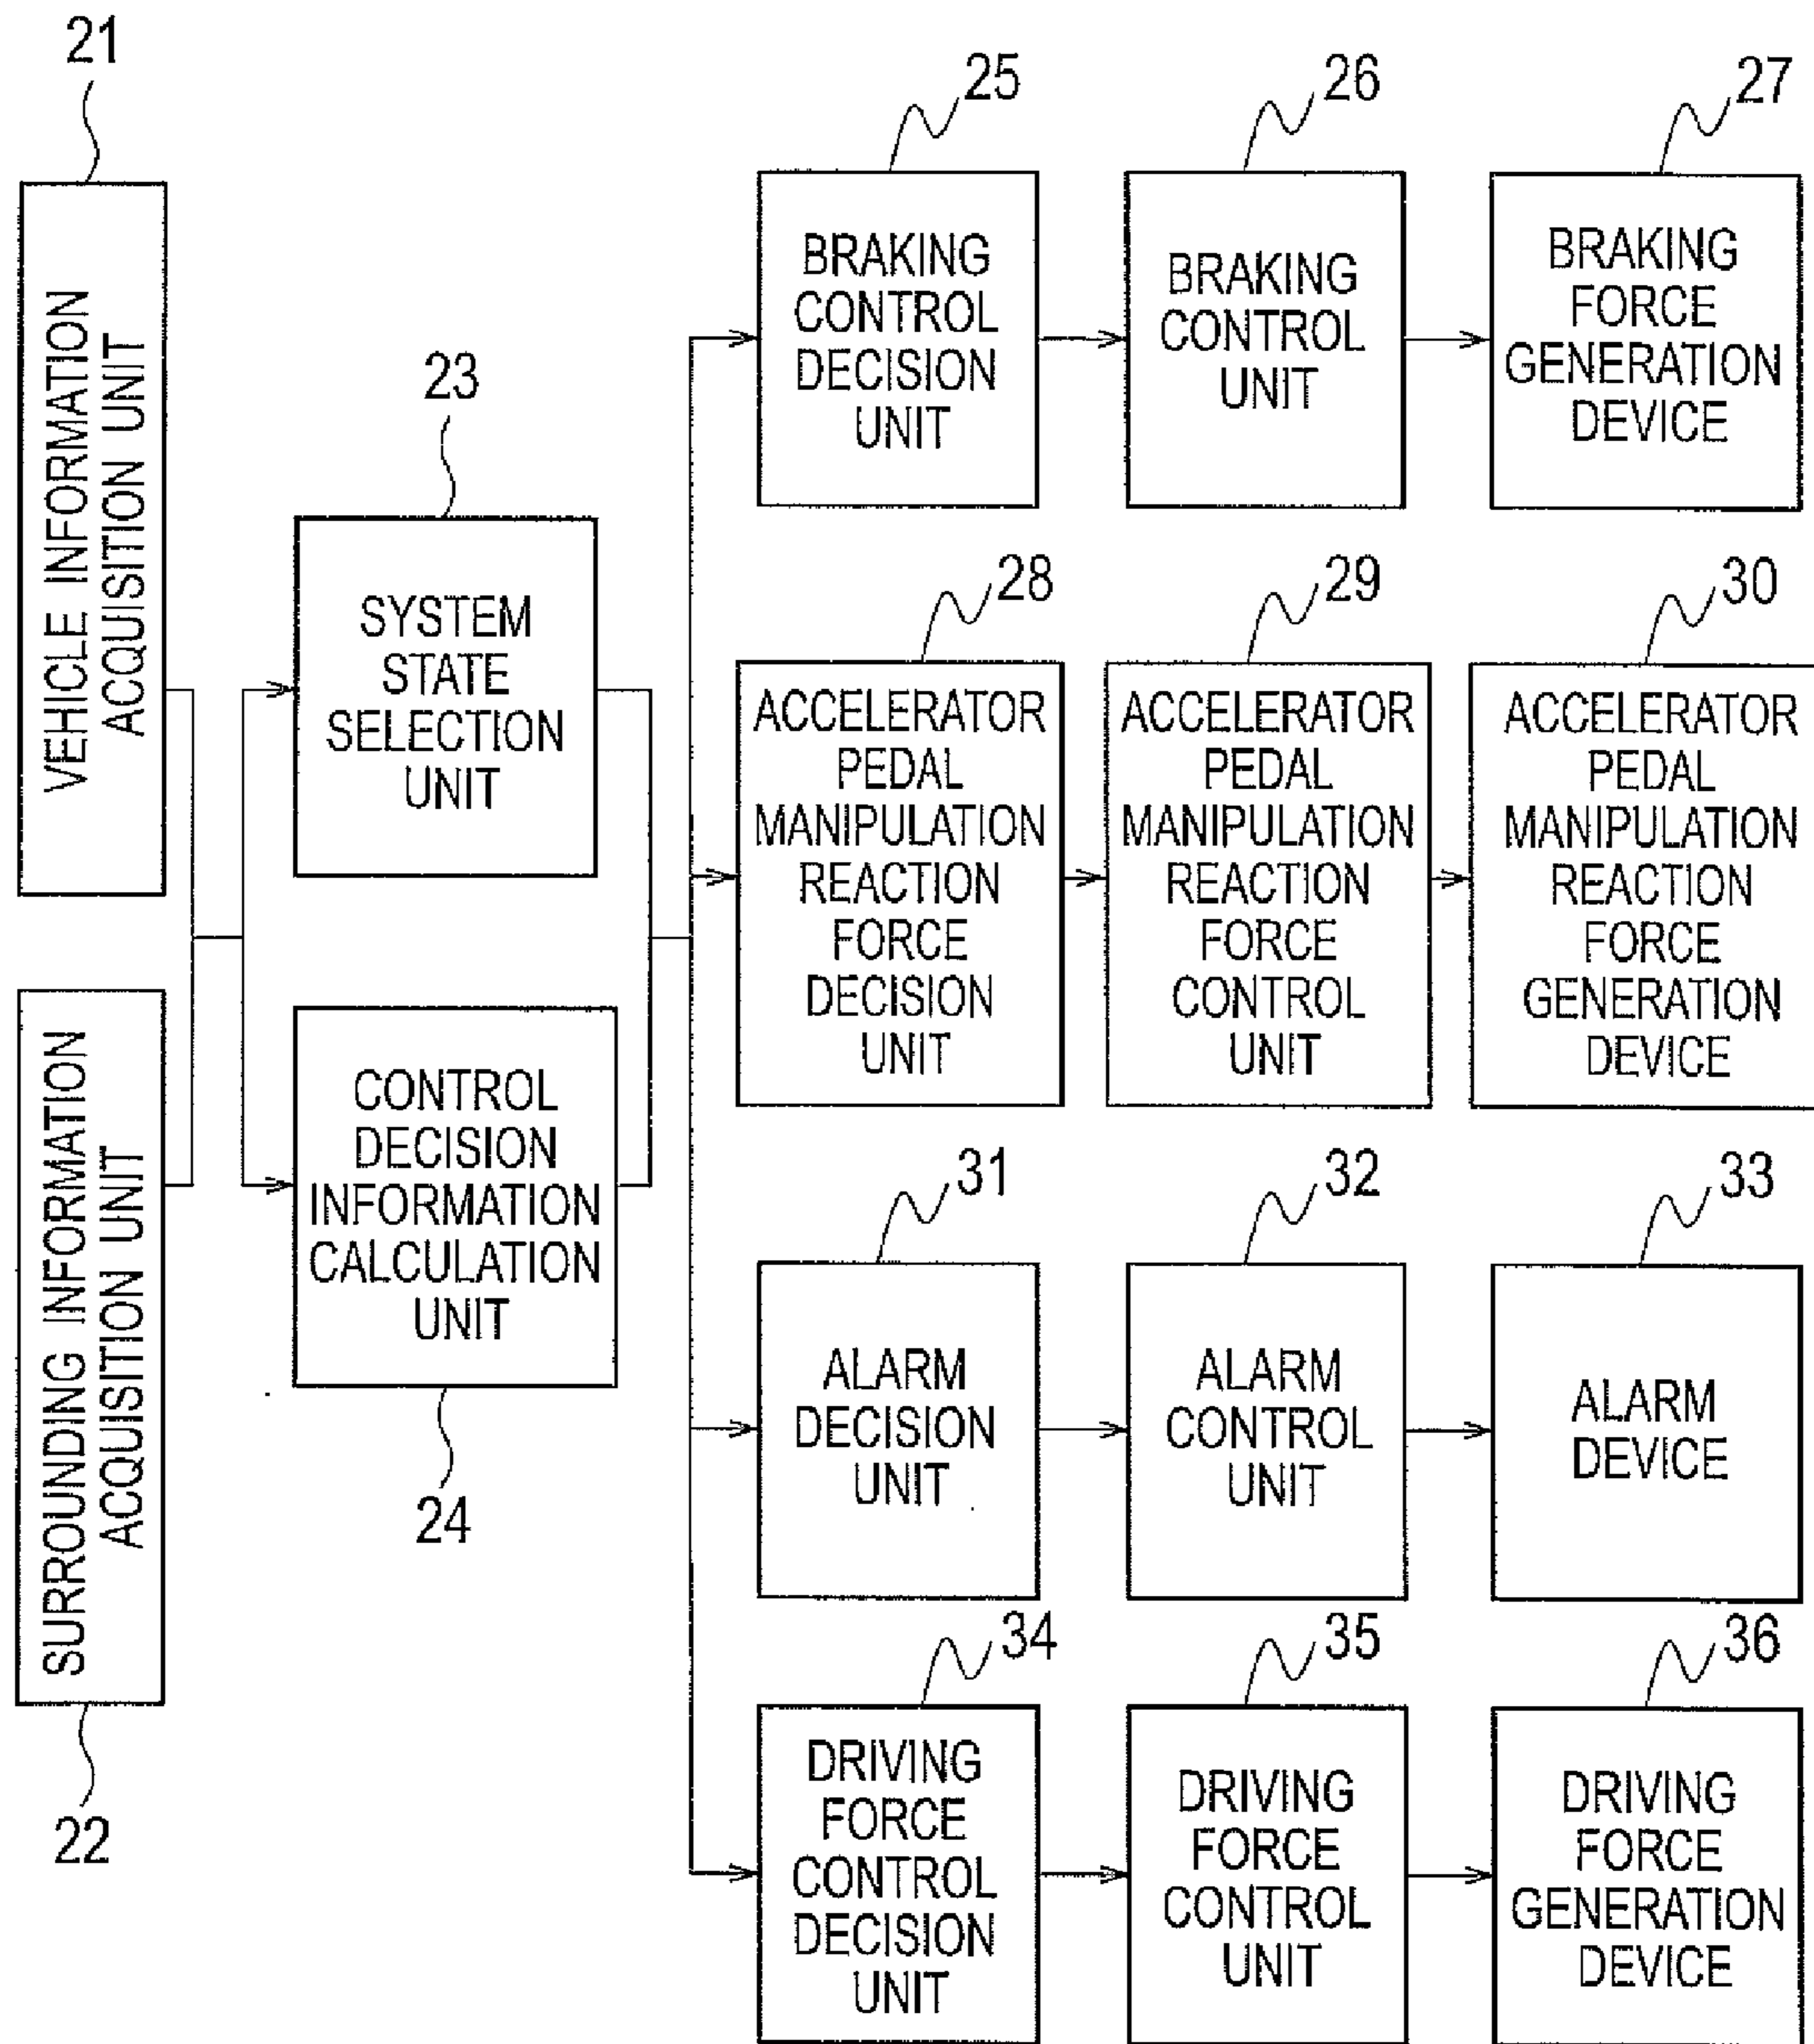 21
VEHICLE INFORMATION
ACQUISITION UNIT
SURROUNDING INFORMATION
ACQUISITION UNIT
22
23
SYSTEM
STATE
SELECTION
UNIT
CONTROL
DECISION
INFORMATION
CALCULATION
UNIT
24
25
BRAKING
CONTROL
DECISION
UNIT
26
BRAKING
CONTROL
UNIT
27
BRAKING
FORCE
GENERATION
DEVICE
28
ACCELERATOR
PEDAL
MANIPULATION
REACTION
FORCE
DECISION
UNIT
29
ACCELERATOR
PEDAL
MANIPULATION
REACTION
FORCE
CONTROL
UNIT
30
ACCELERATOR
PEDAL
MANIPULATION
REACTION
FORCE
GENERATION
DEVICE
31
ALARM
DECISION
UNIT
32
ALARM
CONTROL
UNIT
33
ALARM
DEVICE
34
DRIVING
FORCE
CONTROL
DECISION
UNIT
35
DRIVING
FORCE
CONTROL
UNIT
36
DRIVING
FORCE
GENERATION
DEVICE